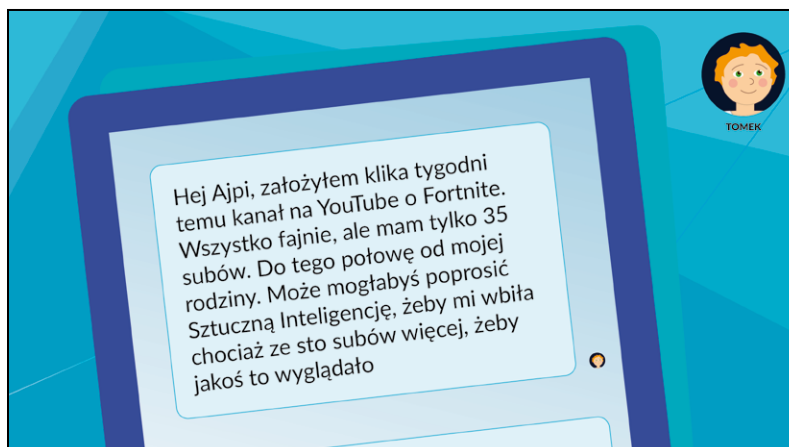 TOMEK
Hej Ajpi, założyłem klika tygodni
temu kanał na YouTube o Fortnite.
Wszystko fajnie, ale mam tylko 35
subów. Do tego połowę od mojej
rodziny. Może mogłabyś poprosić
Sztuczną Inteligencję, żeby mi wbiła
chociaż ze sto subów więcej, żeby
jakoś to wyglądało